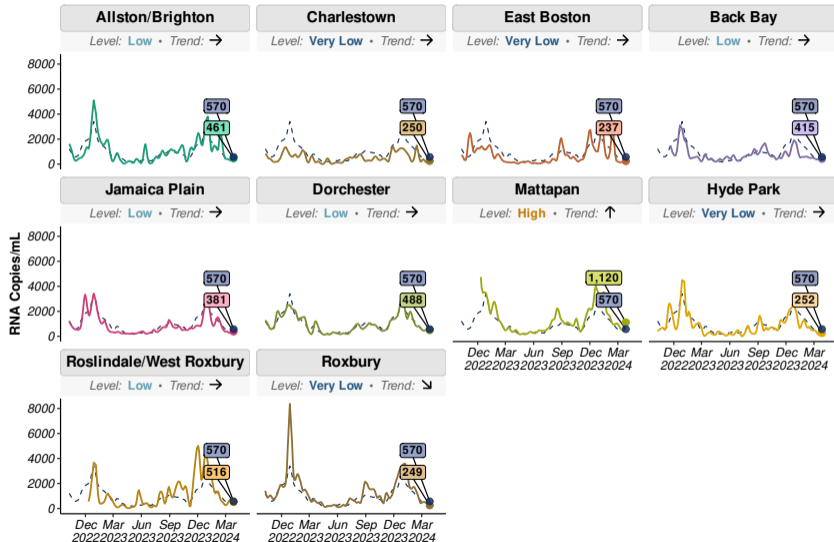 Allston/Brighton Charlestown East Boston Back Bay
Level: Low • Trend: → Level: Very Low • Trend: → Level: Very Low • Trend: → Level: Low • Trend: →
8000
6000
4000
2000
0
570 570 570 570
461 250 237 415
Jamaica Plain Dorchester Mattapan Hyde Park
Level: Low • Trend: → Level: Low • Trend: → Level: High • Trend: ↑ Level: Very Low • Trend: →
RNA Copies/mL
8000
6000
4000
2000
0
570 570 1,120 570
381 488 570 252
Dec Mar Jun Sep Dec Mar Dec Mar Jun Sep Dec Mar
2022 2023 2023 2023 2023 2024 2022 2023 2023 2023 2023 2024
Roslindale/West Roxbury Roxbury
Level: Low • Trend: → Level: Very Low • Trend: ↘
8000
6000
4000
2000
0
570 570
516 249
Dec Mar Jun Sep Dec Mar Dec Mar Jun Sep Dec Mar
2022 2023 2023 2023 2023 2024 2022 2023 2023 2023 2023 2024